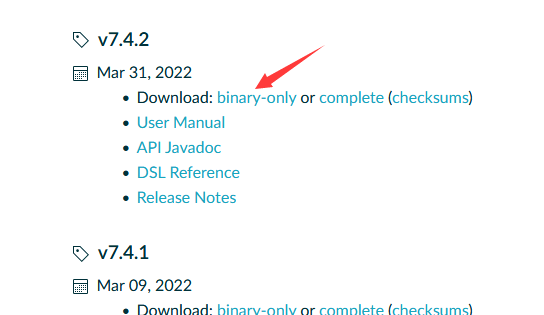 v7.4.2
Mar 31, 2022
• Download: binary-only or complete (checksums)
• User Manual
• API Javadoc
• DSL Reference
• Release Notes
v7.4.1
Mar 09, 2022
• Download: binary-only or complete (checksums)